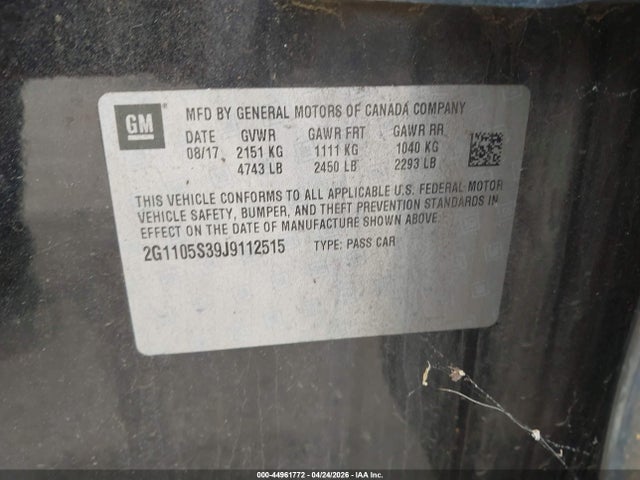 GM
MFD BY GENERAL MOTORS OF CANADA COMPANY
DATE GVWR GAWR FRT GAWR RR
08/17 2151 KG 1111 KG 1040 KG
4743 LB 2450 LB 2293 LB
THIS VEHICLE CONFORMS TO ALL APPLICABLE U.S. FEDERAL MOTOR
VEHICLE SAFETY, BUMPER, AND THEFT PREVENTION STANDARDS IN
EFFECT ON THE DATE OF MANUFACTURE SHOWN ABOVE.
2G1105S39J9112515 TYPE: PASS CAR
000-44961772 - 04/24/2026 - IAA Inc.